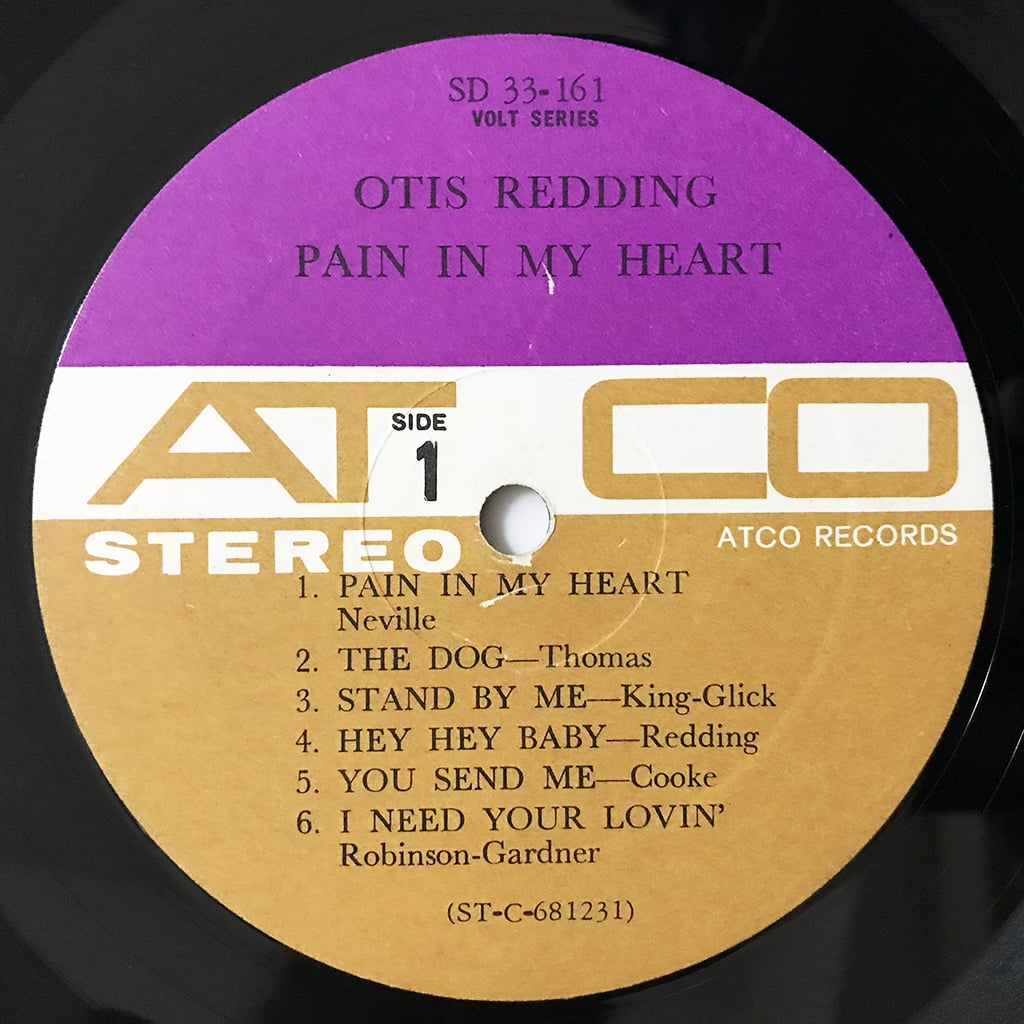 SD 33-161
VOLT SERIES
OTIS REDDING
PAIN IN MY HEART
ATCO
SIDE
1
STEREO
ATCO RECORDS
1. PAIN IN MY HEART
Neville
2. THE DOG—Thomas
3. STAND BY ME—King-Glick
4. HEY HEY BABY—Redding
5. YOU SEND ME—Cooke
6. I NEED YOUR LOVIN’
Robinson-Gardner
(ST-C-681231)